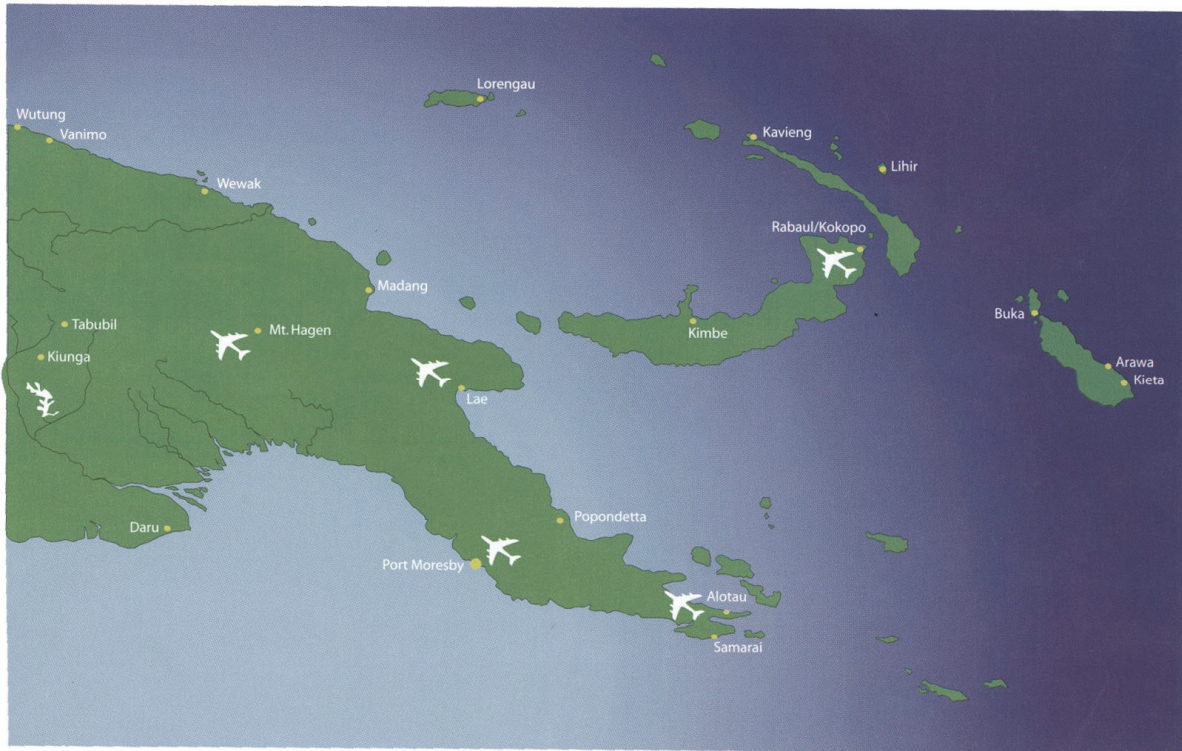 Lorengau
Wutung
Vanimo
Kavieng
Lihir
Wewak
Rabaul/Kokopo
Madang
Buka
Tabubil
Mt. Hagen
Kimbe
Kiunga
Arawa
Kieta
Lae
Popondetta
Daru
Port Moresby
Alotau
Samarai